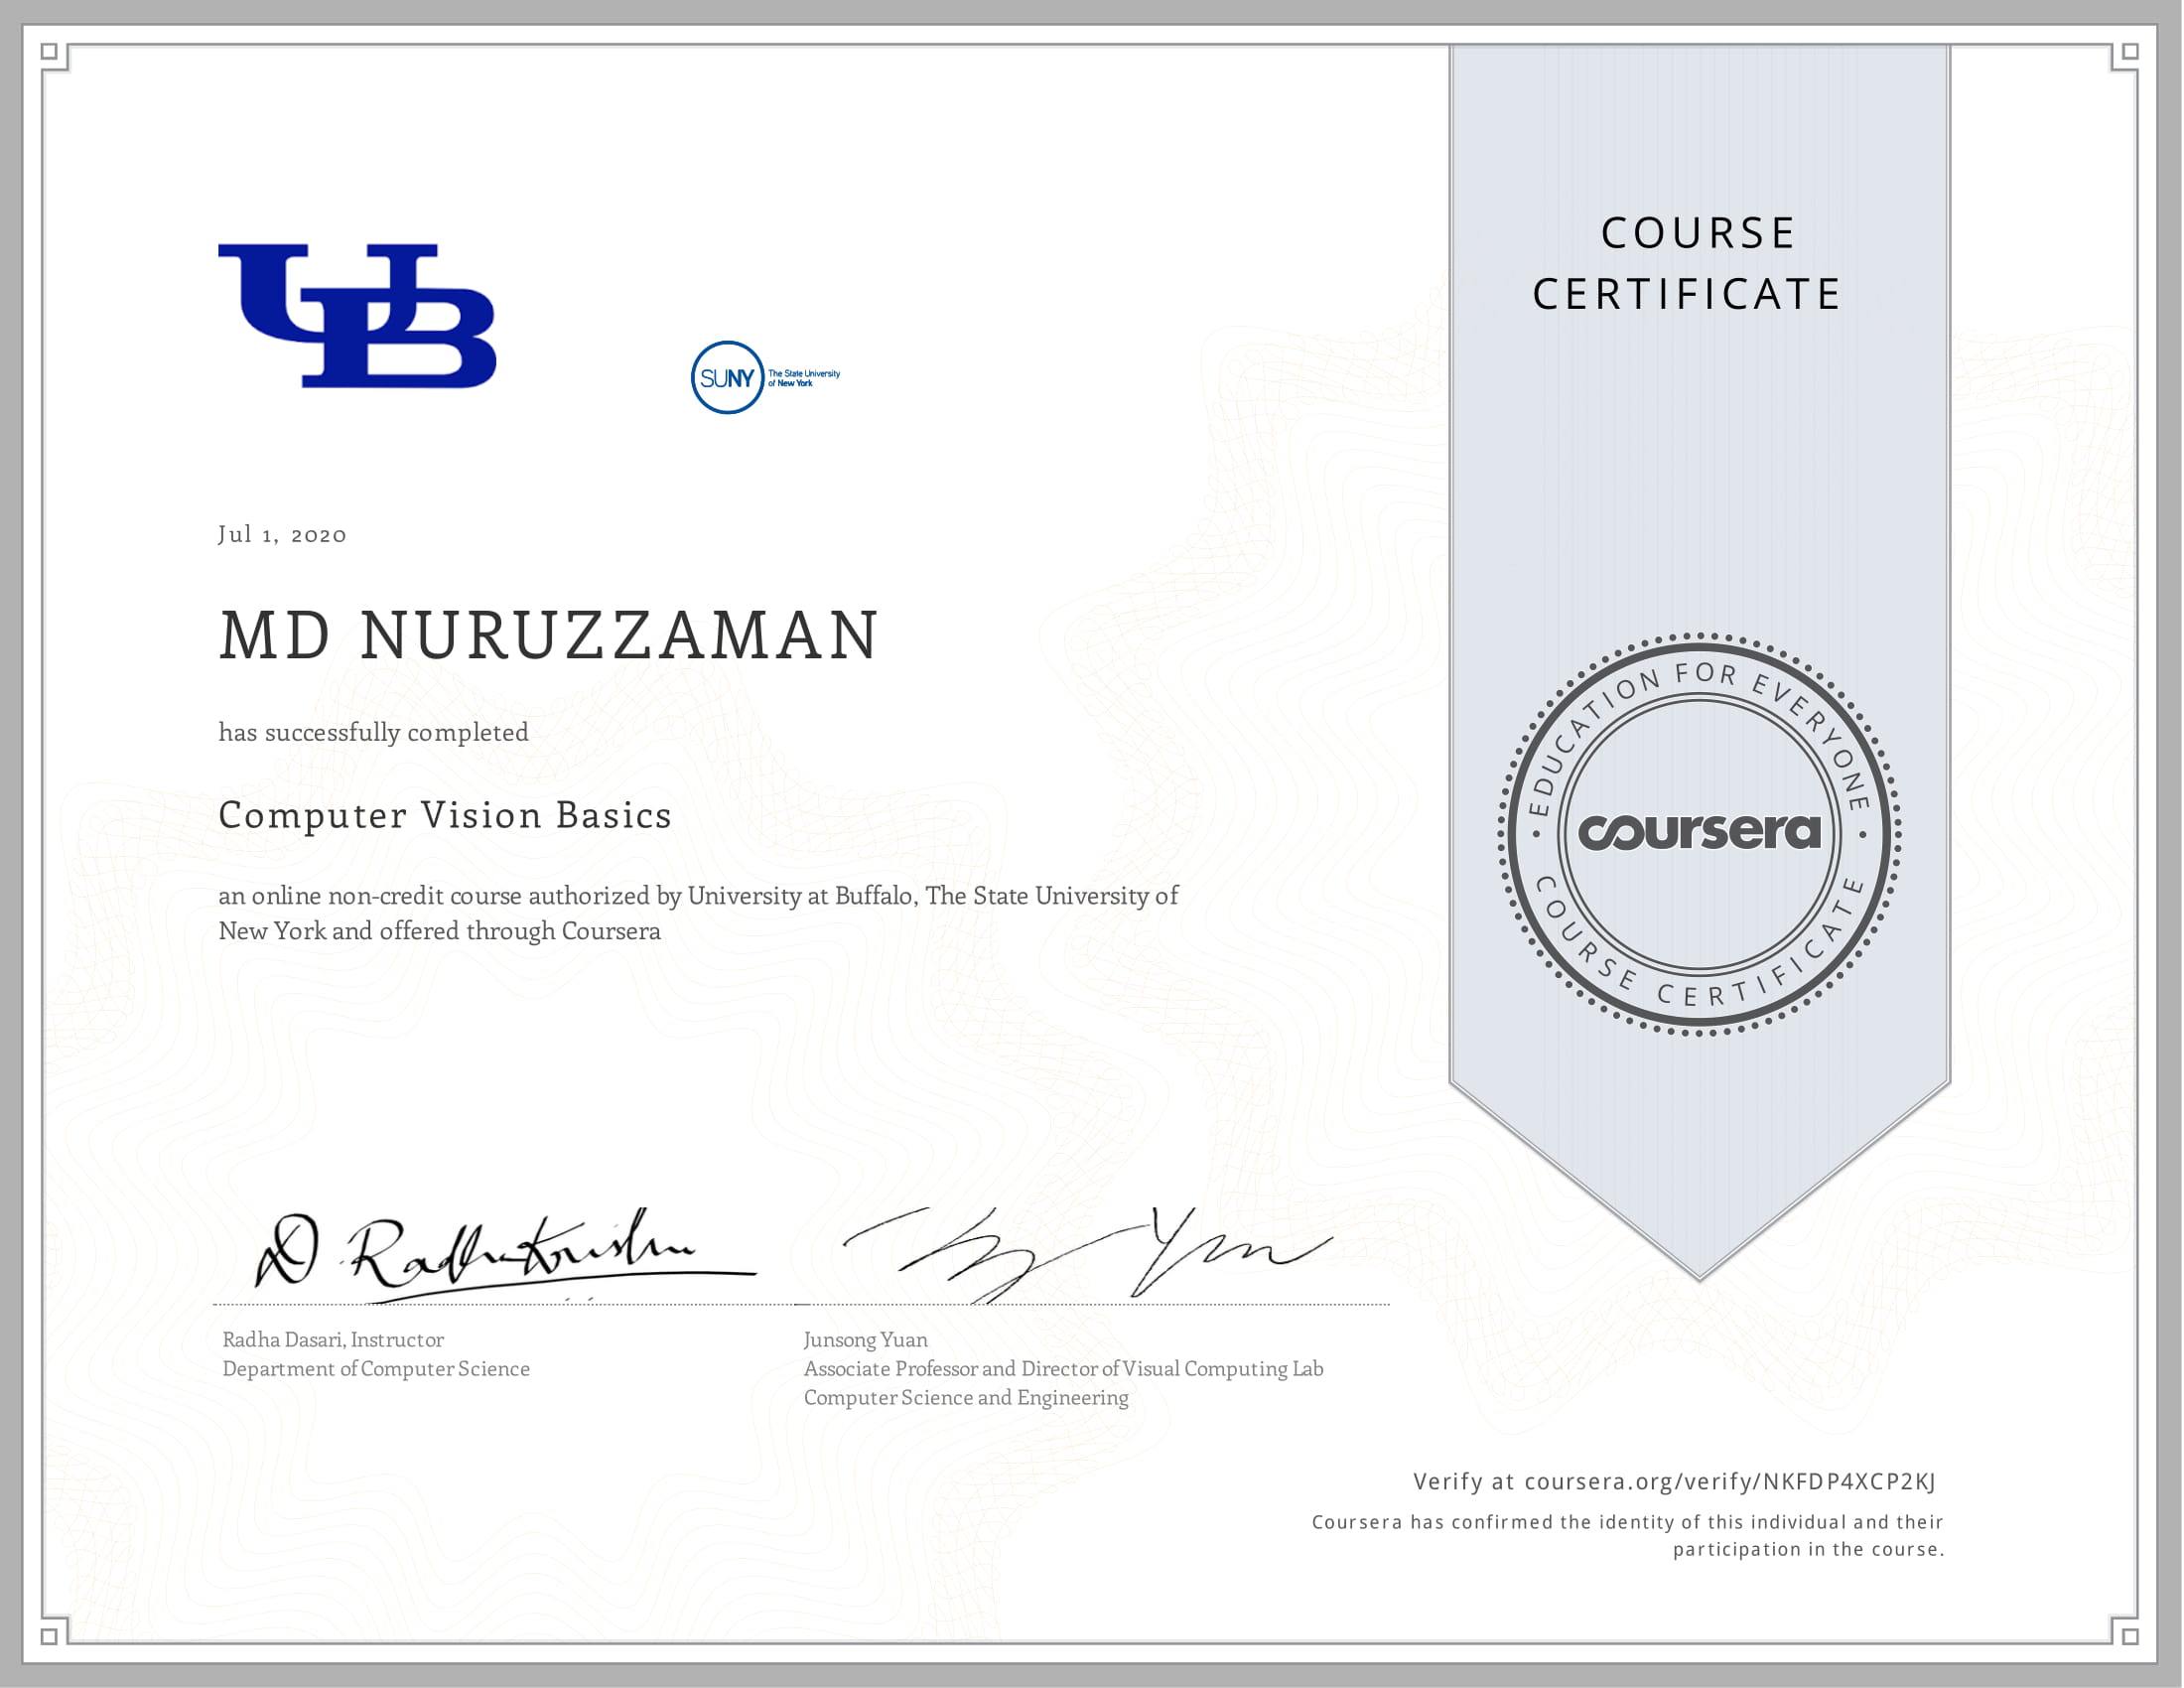 UB
SUNY The State University
of New York
COURSE
CERTIFICATE
Jul 1, 2020
MD NURUZZAMAN
has successfully completed
Computer Vision Basics
an online non-credit course authorized by University at Buffalo, The State University of
New York and offered through Coursera
EDUCATION FOR EVERYONE
coursera
COURSE CERTIFICATE
D. Radhakrishna
Radha Dasari, Instructor
Department of Computer Science
Junsong Yuan
Associate Professor and Director of Visual Computing Lab
Computer Science and Engineering
Verify at coursera.org/verify/NKFDP4XCP2KJ
Coursera has confirmed the identity of this individual and their
participation in the course.